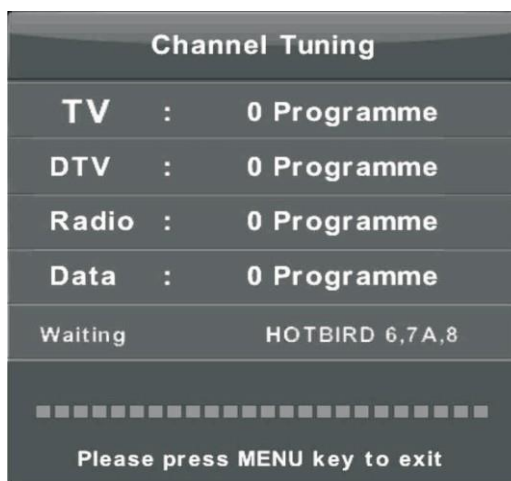 Channel Tuning
TV : 0 Programme
DTV : 0 Programme
Radio : 0 Programme
Data : 0 Programme
Waiting HOTBIRD 6,7A,8
Please press MENU key to exit